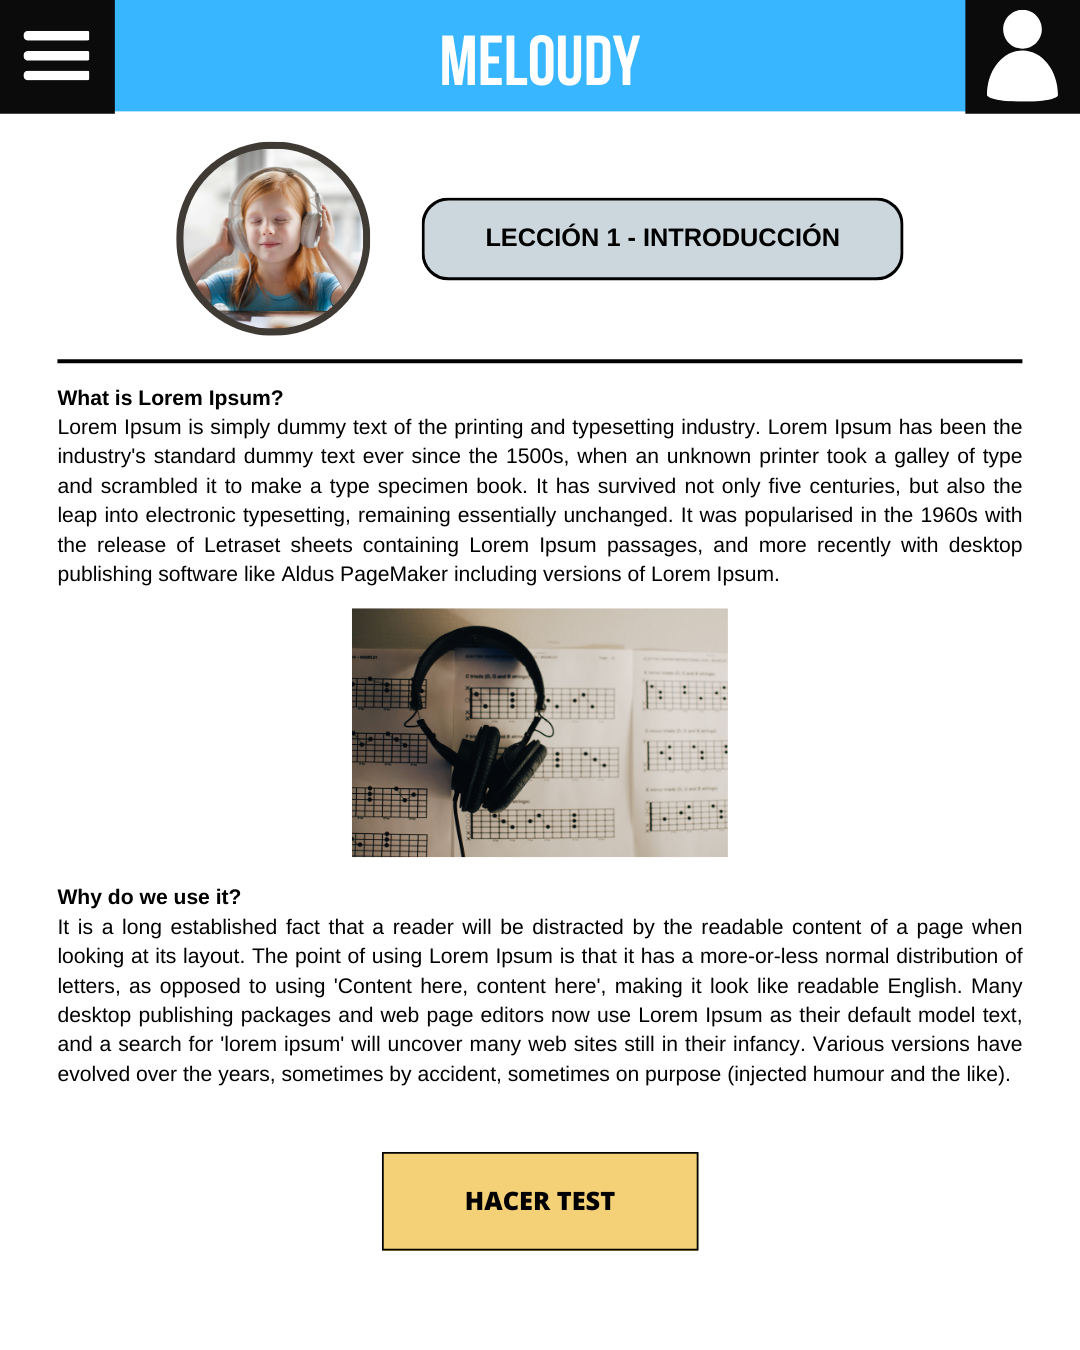 MELOUDY
LECCIÓN 1 - INTRODUCCIÓN
What is Lorem Ipsum?
Lorem Ipsum is simply dummy text of the printing and typesetting industry. Lorem Ipsum has been the
industry's standard dummy text ever since the 1500s, when an unknown printer took a galley of type
and scrambled it to make a type specimen book. It has survived not only five centuries, but also the
leap into electronic typesetting, remaining essentially unchanged. It was popularised in the 1960s with
the release of Letraset sheets containing Lorem Ipsum passages, and more recently with desktop
publishing software like Aldus PageMaker including versions of Lorem Ipsum.
C triads (D, G and B strings)
Why do we use it?
It is a long established fact that a reader will be distracted by the readable content of a page when
looking at its layout. The point of using Lorem Ipsum is that it has a more-or-less normal distribution of
letters, as opposed to using 'Content here, content here', making it look like readable English. Many
desktop publishing packages and web page editors now use Lorem Ipsum as their default model text,
and a search for 'lorem ipsum' will uncover many web sites still in their infancy. Various versions have
evolved over the years, sometimes by accident, sometimes on purpose (injected humour and the like).
HACER TEST